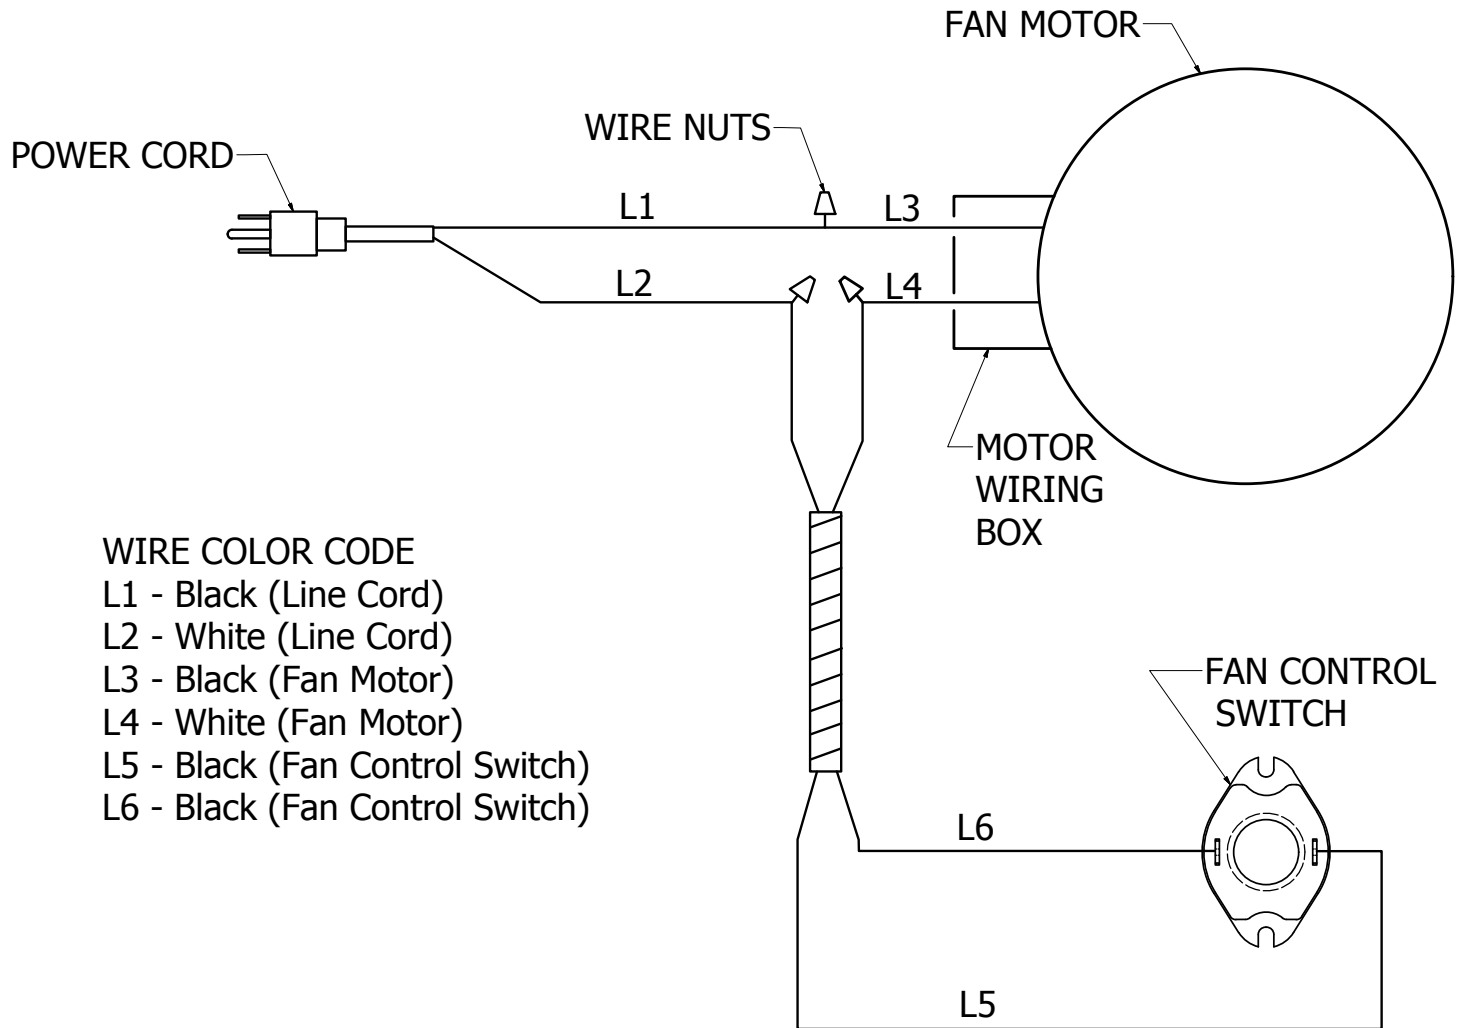 FAN MOTOR
WIRE NUTS
POWER CORD
L1
L3
L2
L4
MOTOR
WIRING
BOX
WIRE COLOR CODE
L1 - Black (Line Cord)
L2 - White (Line Cord)
L3 - Black (Fan Motor)
L4 - White (Fan Motor)
L5 - Black (Fan Control Switch)
L6 - Black (Fan Control Switch)
FAN CONTROL
SWITCH
L6
L5